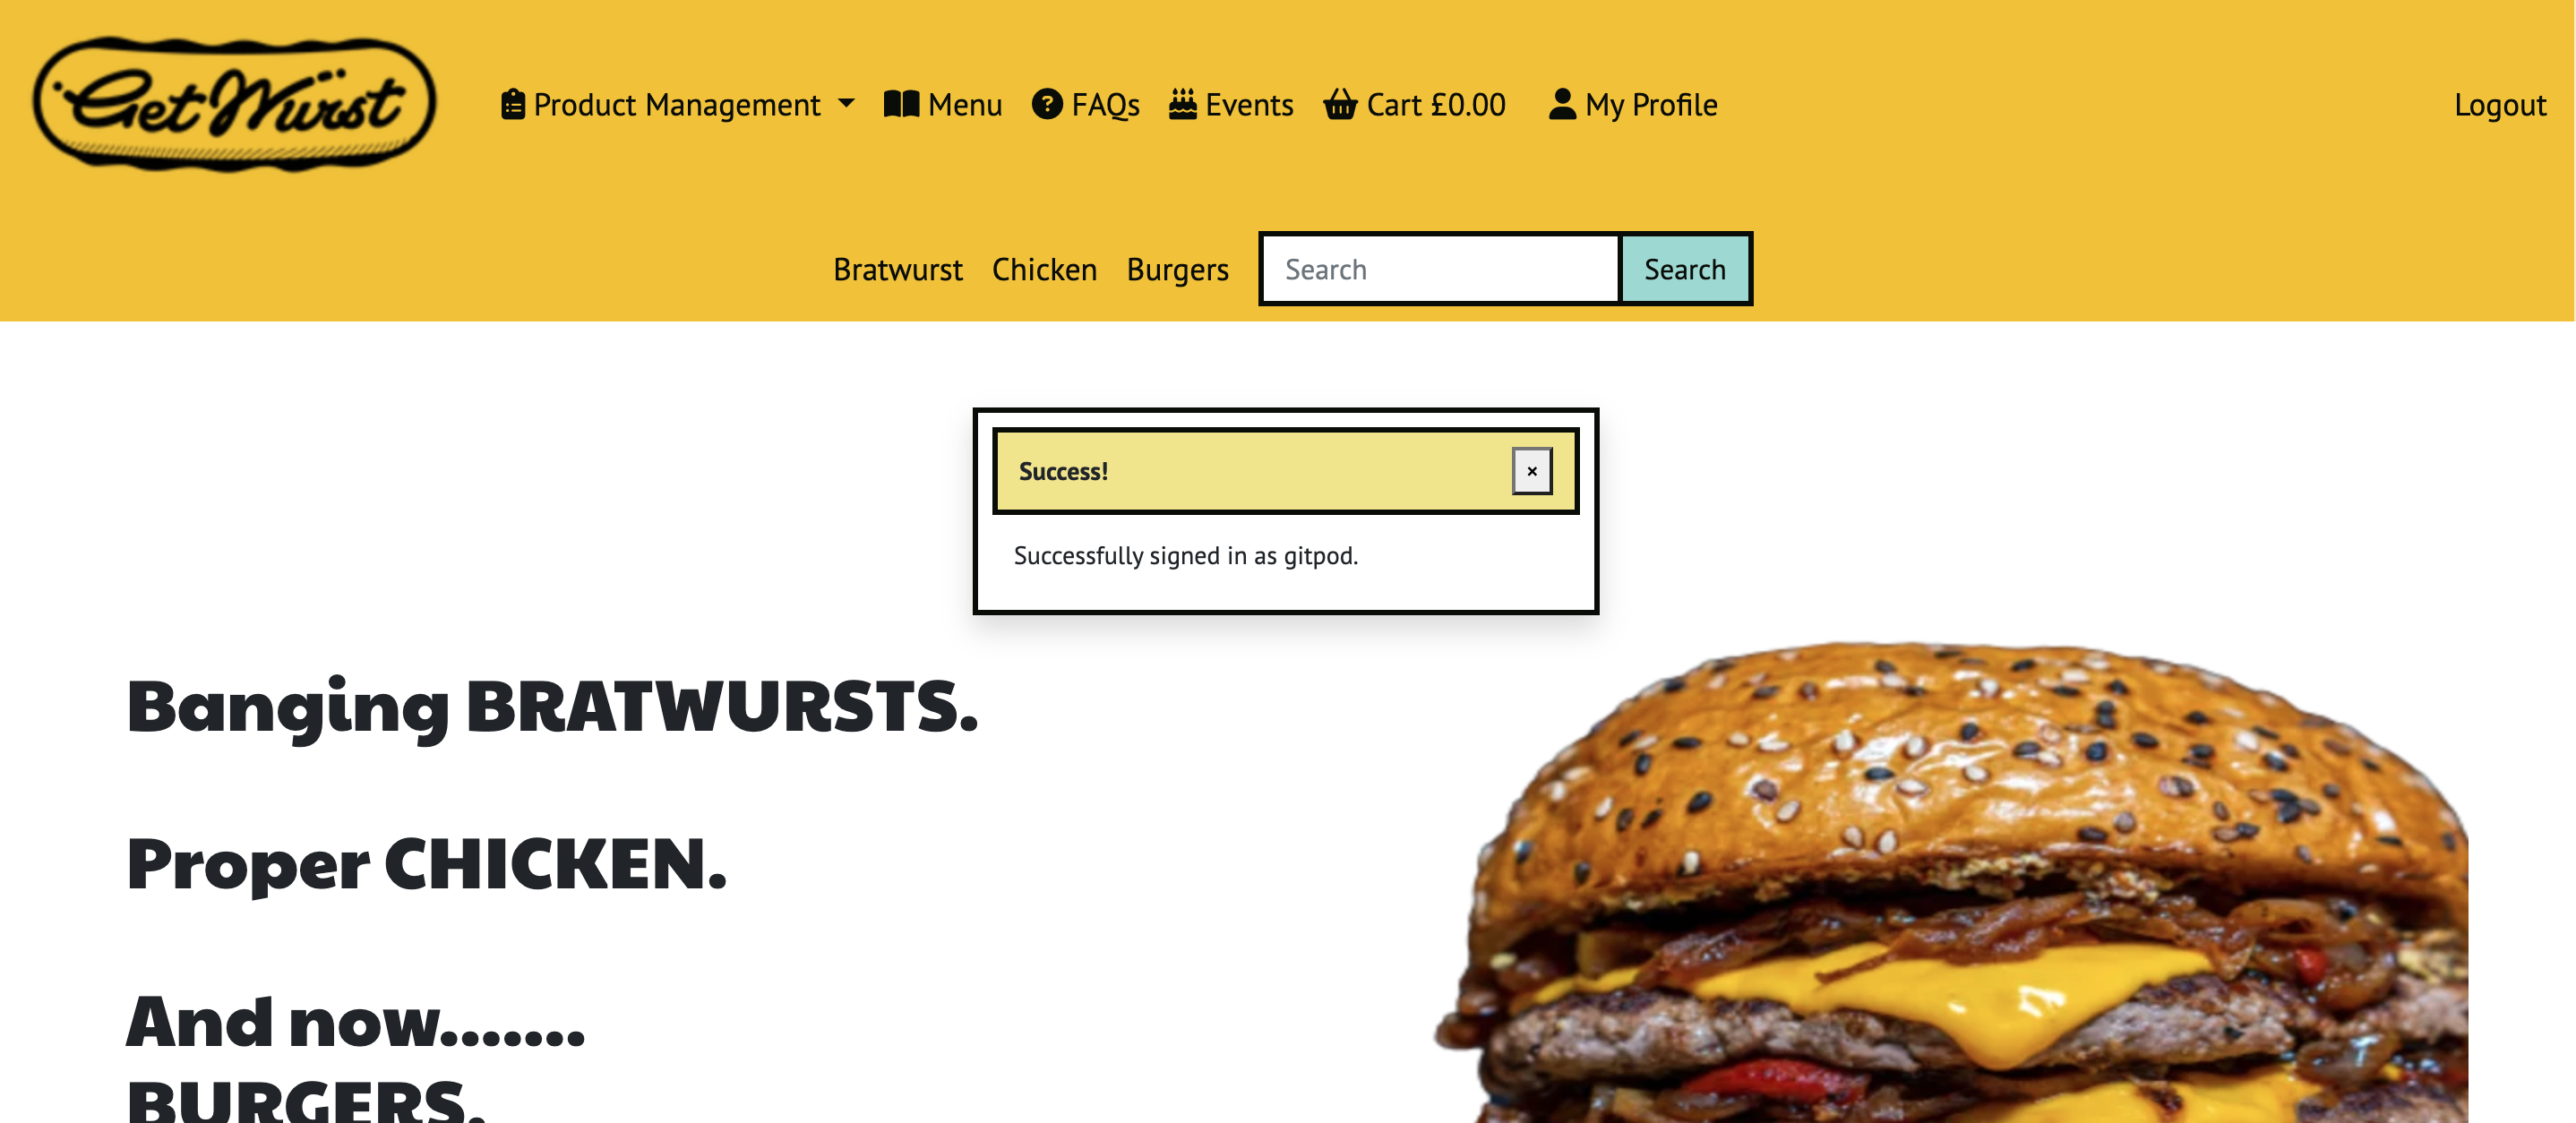 Get Würst
Product Management Menu FAQs Events Cart £0.00 My Profile Logout
Bratwurst Chicken Burgers Search Search
Success! ×
Successfully signed in as gitpod.
Banging BRATWURSTS.
Proper CHICKEN.
And now.......
BURGERS.